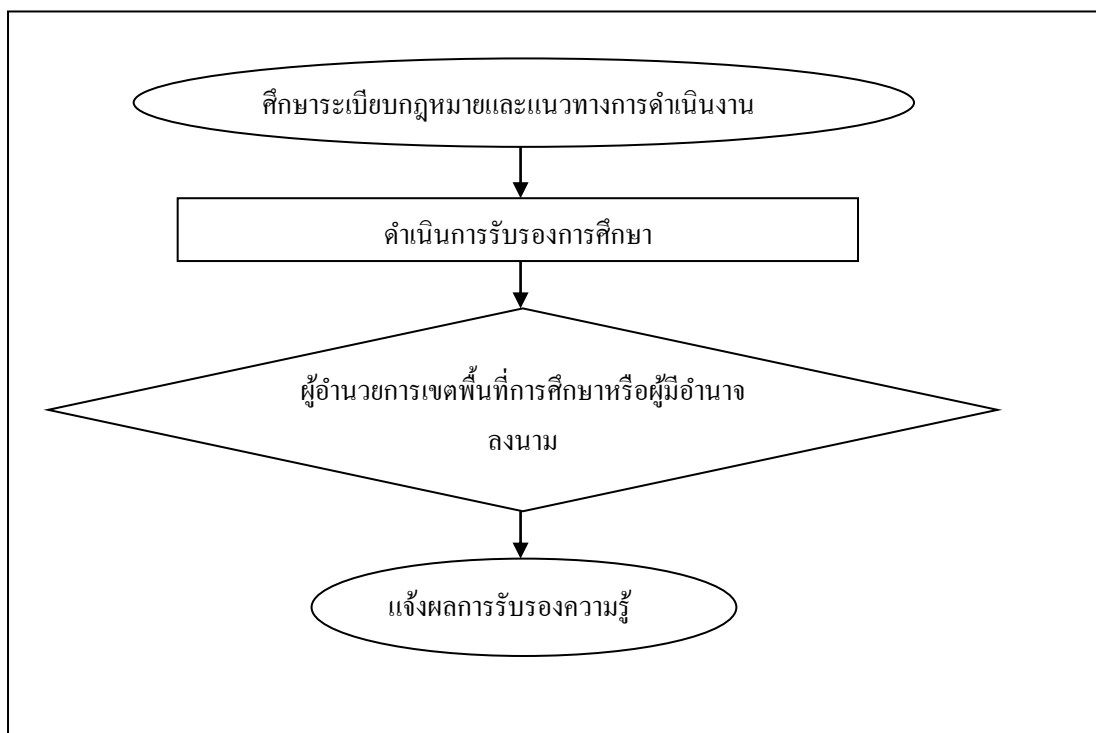 ศึกษาระเบียบกฎหมายและแนวทางการดำเนินงาน
ดำเนินการรับรองการศึกษา
ผู้อำนวยการเขตพื้นที่การศึกษาหรือผู้มีอำนาจ
ลงนาม
แจ้งผลการรับรองความรู้